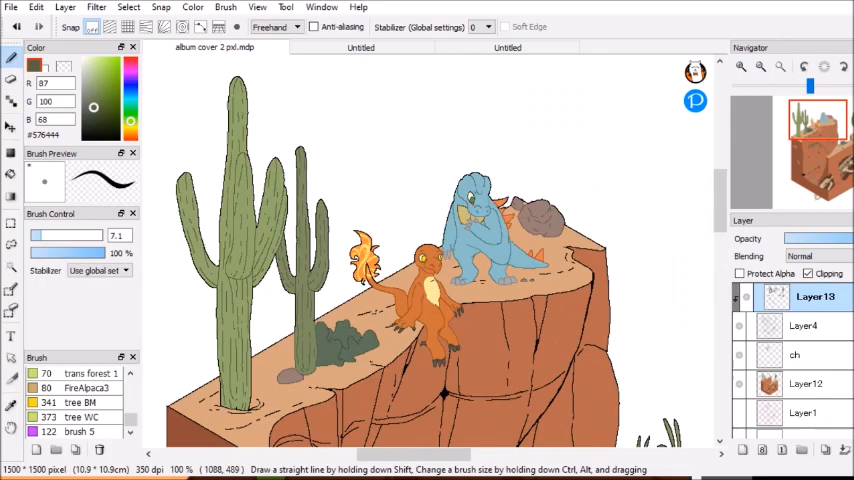 File Edit Layer Filter Select Snap Color Brush View Tool Window Help
Snap off Freehand Anti-aliasing Stabilizer (Global settings) 0 Soft Edge
album cover 2 pxl.mdp Untitled Untitled
Color
R 87
G 100
B 68
#576444
Brush Preview
Brush Control
7.1
100 %
Stabilizer Use global set
Brush
70 trans forest 1
80 FireAlpaca3
341 tree BM
373 tree WC
122 brush 5
Navigator
Layer
Opacity
Blending Normal
Protect Alpha Clipping
Layer13
Layer4
ch
Layer12
Layer1
1500 * 1500 pixel (10.9 * 10.9cm) 350 dpi 100 % (1088, 489) Draw a straight line by holding down Shift, Change a brush size by holding down Ctrl, Alt, and dragging